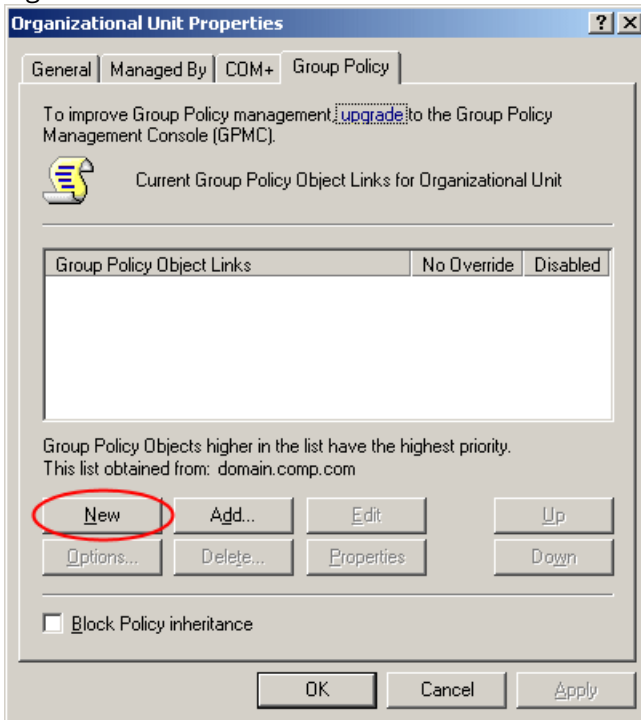 Organizational Unit Properties
? X
General Managed By COM+ Group Policy
To improve Group Policy management, upgrade to the Group Policy
Management Console (GPMC).
Current Group Policy Object Links for Organizational Unit
Group Policy Object Links No Override Disabled
Group Policy Objects higher in the list have the highest priority.
This list obtained from: domain.comp.com
New Add... Edit Up
Options... Delete... Properties Down
Block Policy inheritance
OK Cancel Apply